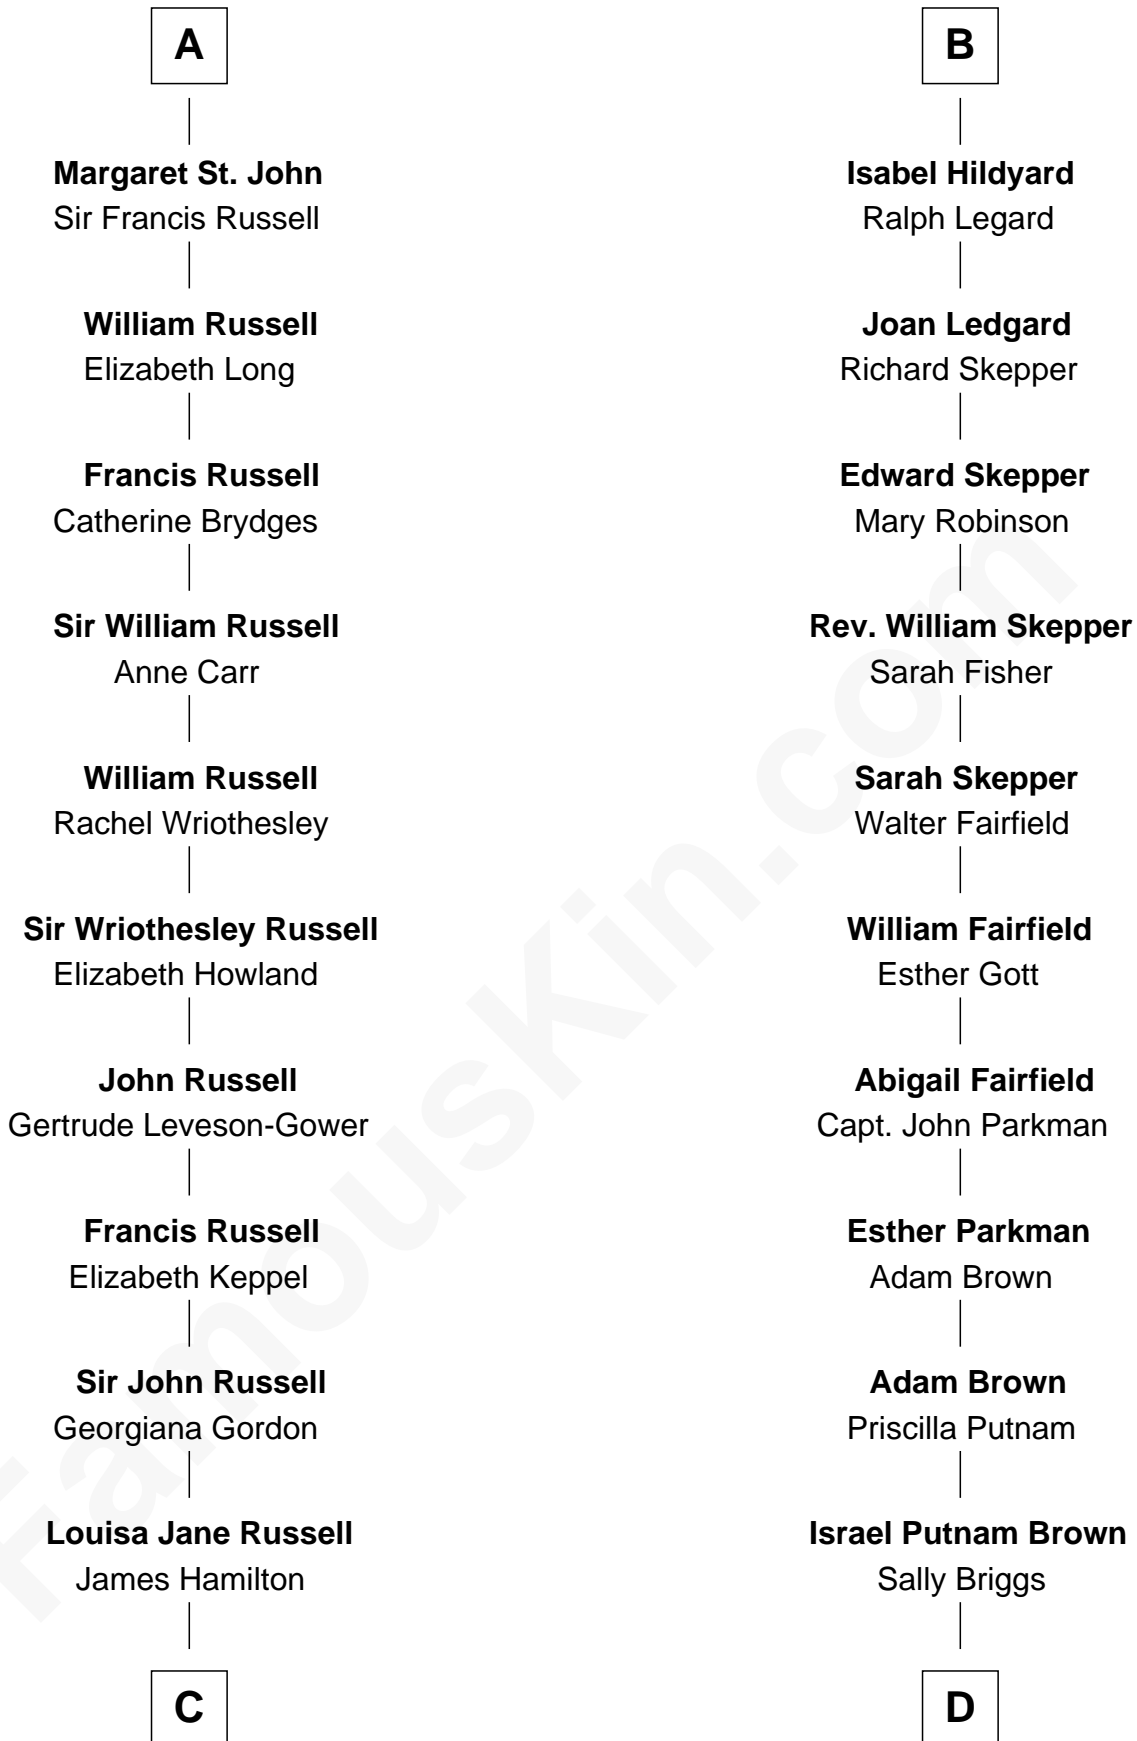 A
Margaret St. John
Sir Francis Russell
William Russell
Elizabeth Long
Francis Russell
Catherine Brydges
Sir William Russell
Anne Carr
William Russell
Rachel Wriothesley
Sir Wriothesley Russell
Elizabeth Howland
John Russell
Gertrude Leveson-Gower
Francis Russell
Elizabeth Keppel
Sir John Russell
Georgiana Gordon
Louisa Jane Russell
James Hamilton
C
B
Isabel Hildyard
Ralph Legard
Joan Ledgard
Richard Skepper
Edward Skepper
Mary Robinson
Rev. William Skepper
Sarah Fisher
Sarah Skepper
Walter Fairfield
William Fairfield
Esther Gott
Abigail Fairfield
Capt. John Parkman
Esther Parkman
Adam Brown
Adam Brown
Priscilla Putnam
Israel Putnam Brown
Sally Briggs
D
FamousKin.com